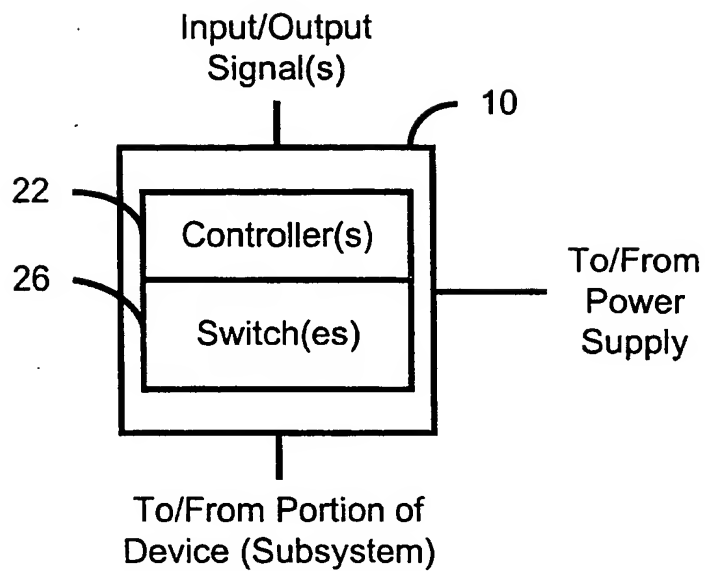 Input/Output
Signal(s)
10
22
Controller(s)
26
Switch(es)
To/From
Power
Supply
To/From Portion of
Device (Subsystem)